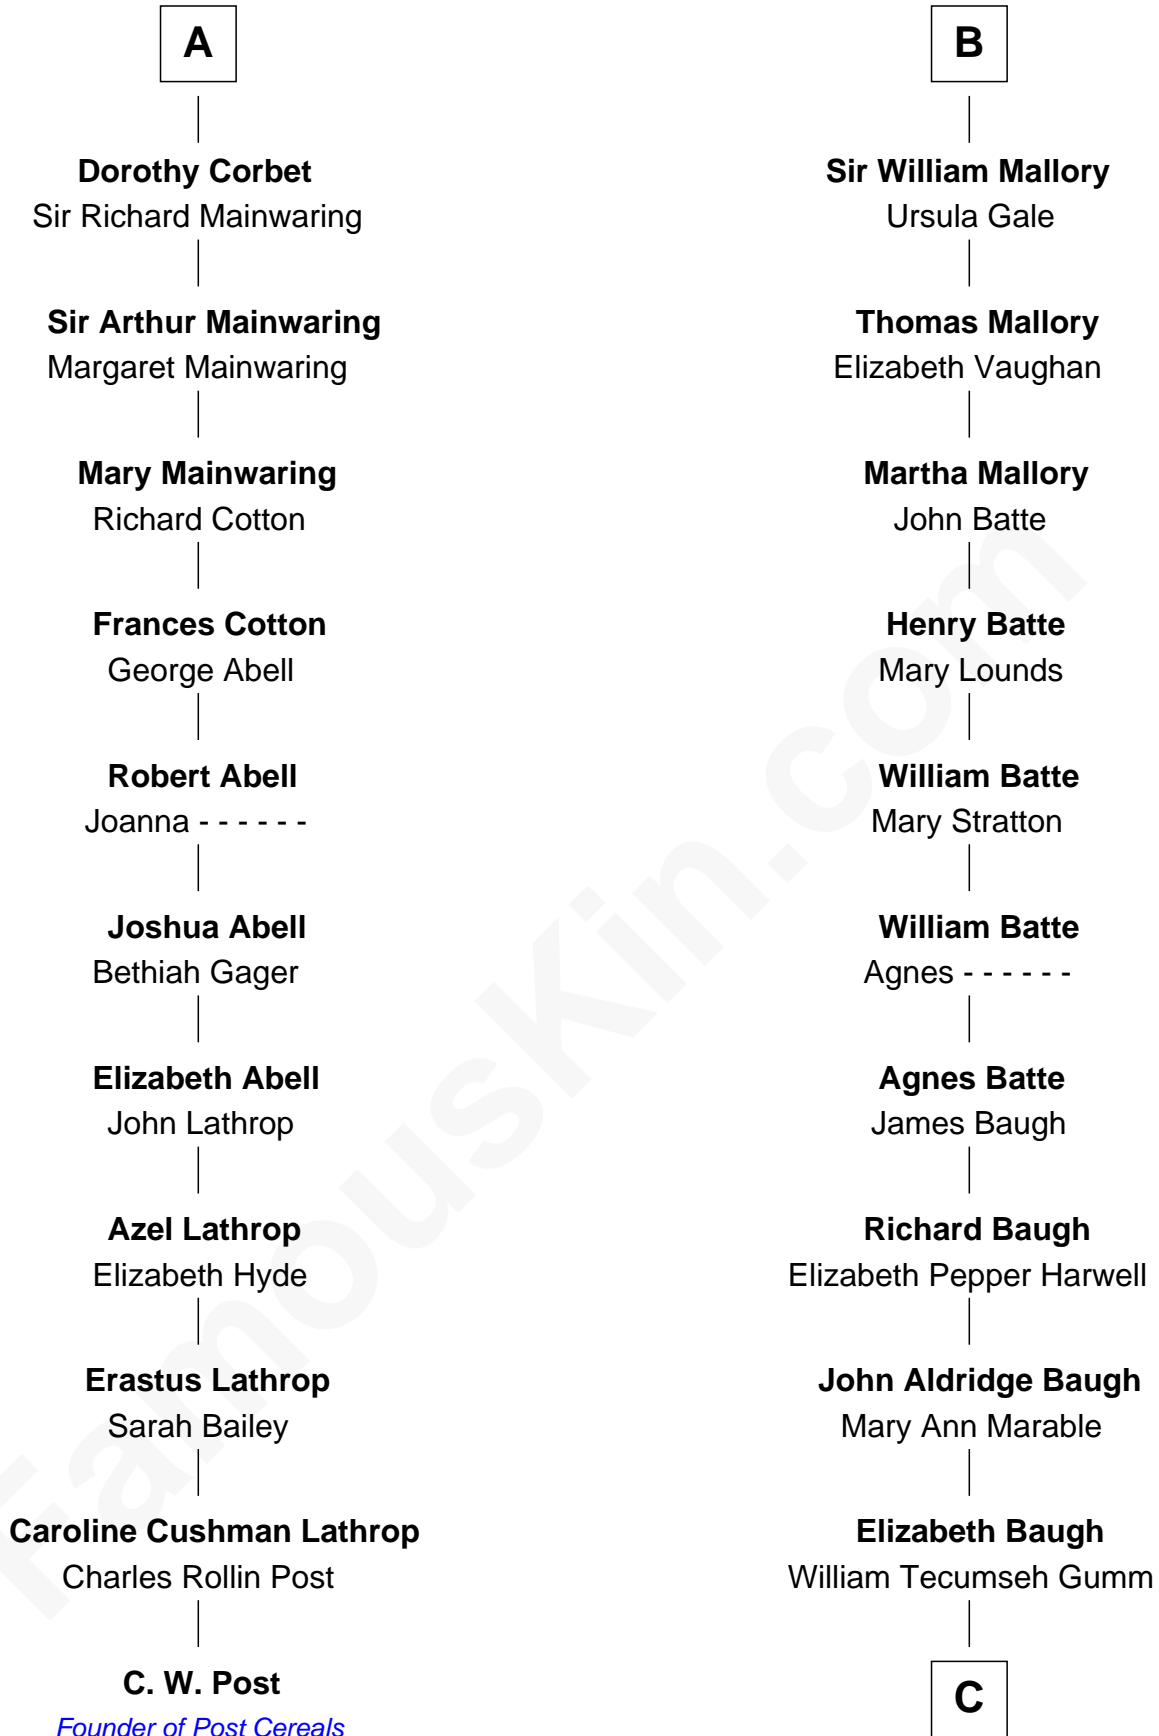 A
Dorothy Corbet
Sir Richard Mainwaring
Sir Arthur Mainwaring
Margaret Mainwaring
Mary Mainwaring
Richard Cotton
Frances Cotton
George Abell
Robert Abell
Joanna - - - - - -
Joshua Abell
Bethiah Gager
Elizabeth Abell
John Lathrop
Azel Lathrop
Elizabeth Hyde
Erastus Lathrop
Sarah Bailey
Caroline Cushman Lathrop
Charles Rollin Post
C. W. Post
Founder of Post Cereals
B
Sir William Mallory
Ursula Gale
Thomas Mallory
Elizabeth Vaughan
Martha Mallory
John Batte
Henry Batte
Mary Lounds
William Batte
Mary Stratton
William Batte
Agnes - - - - - -
Agnes Batte
James Baugh
Richard Baugh
Elizabeth Pepper Harwell
John Aldridge Baugh
Mary Ann Marable
Elizabeth Baugh
William Tecumseh Gumm
C
FamousKin.com